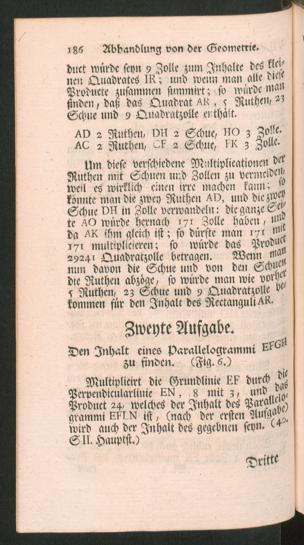 186 Abhandlung von der Geometrie.
duct würde seyn 9 Zolle zum Inhalte des klei-
nen Quadrates IR; und wenn man alle diese
Producte zusammen summirt; so würde man
finden, daß das Quadrat AR, 5 Ruthen, 23
Schue und 9 Quadratzolle enthält.
AD 2 Ruthen, DH 2 Schue, HO 3 Zolle.
AC 2 Ruthen, CF 2 Schue, FK 3 Zolle.
Um diese verschiedene Multiplicationen der
Ruthen mit Schuen und Zollen zu vermeiden,
weil es wirklich einen irre machen kann; so
könnte man die zwey Ruthen AD, und die zwey
Schue DH in Zolle verwandeln: die ganze Sei-
te AO würde hernach 171 Zolle haben, und
da AK ihm gleich ist; so dürfte man 171 mit
171 multipliciren; so würde das Product
29241 Quadratzolle betragen. Wenn man
nun davon die Schue und von den Schuen
die Ruthen abzöge, so würde man wie vorher
5 Ruthen, 23 Schue und 9 Quadratzolle be-
kommen für den Inhalt des Rectanguli AR.
Zweyte Aufgabe.
Den Inhalt eines Parallelogrammi EFGH
zu finden. (Fig. 6.)
Multiplicirt die Grundlinie EF durch die
Perpendicularlinie EN, 8 mit 3, und das
Product 24, welches der Inhalt des Parallelo-
grammi EFLN ist, (nach der ersten Aufgabe)
wird auch der Inhalt des gegebnen seyn. (42.
S II. Hauptst.)
Dritte